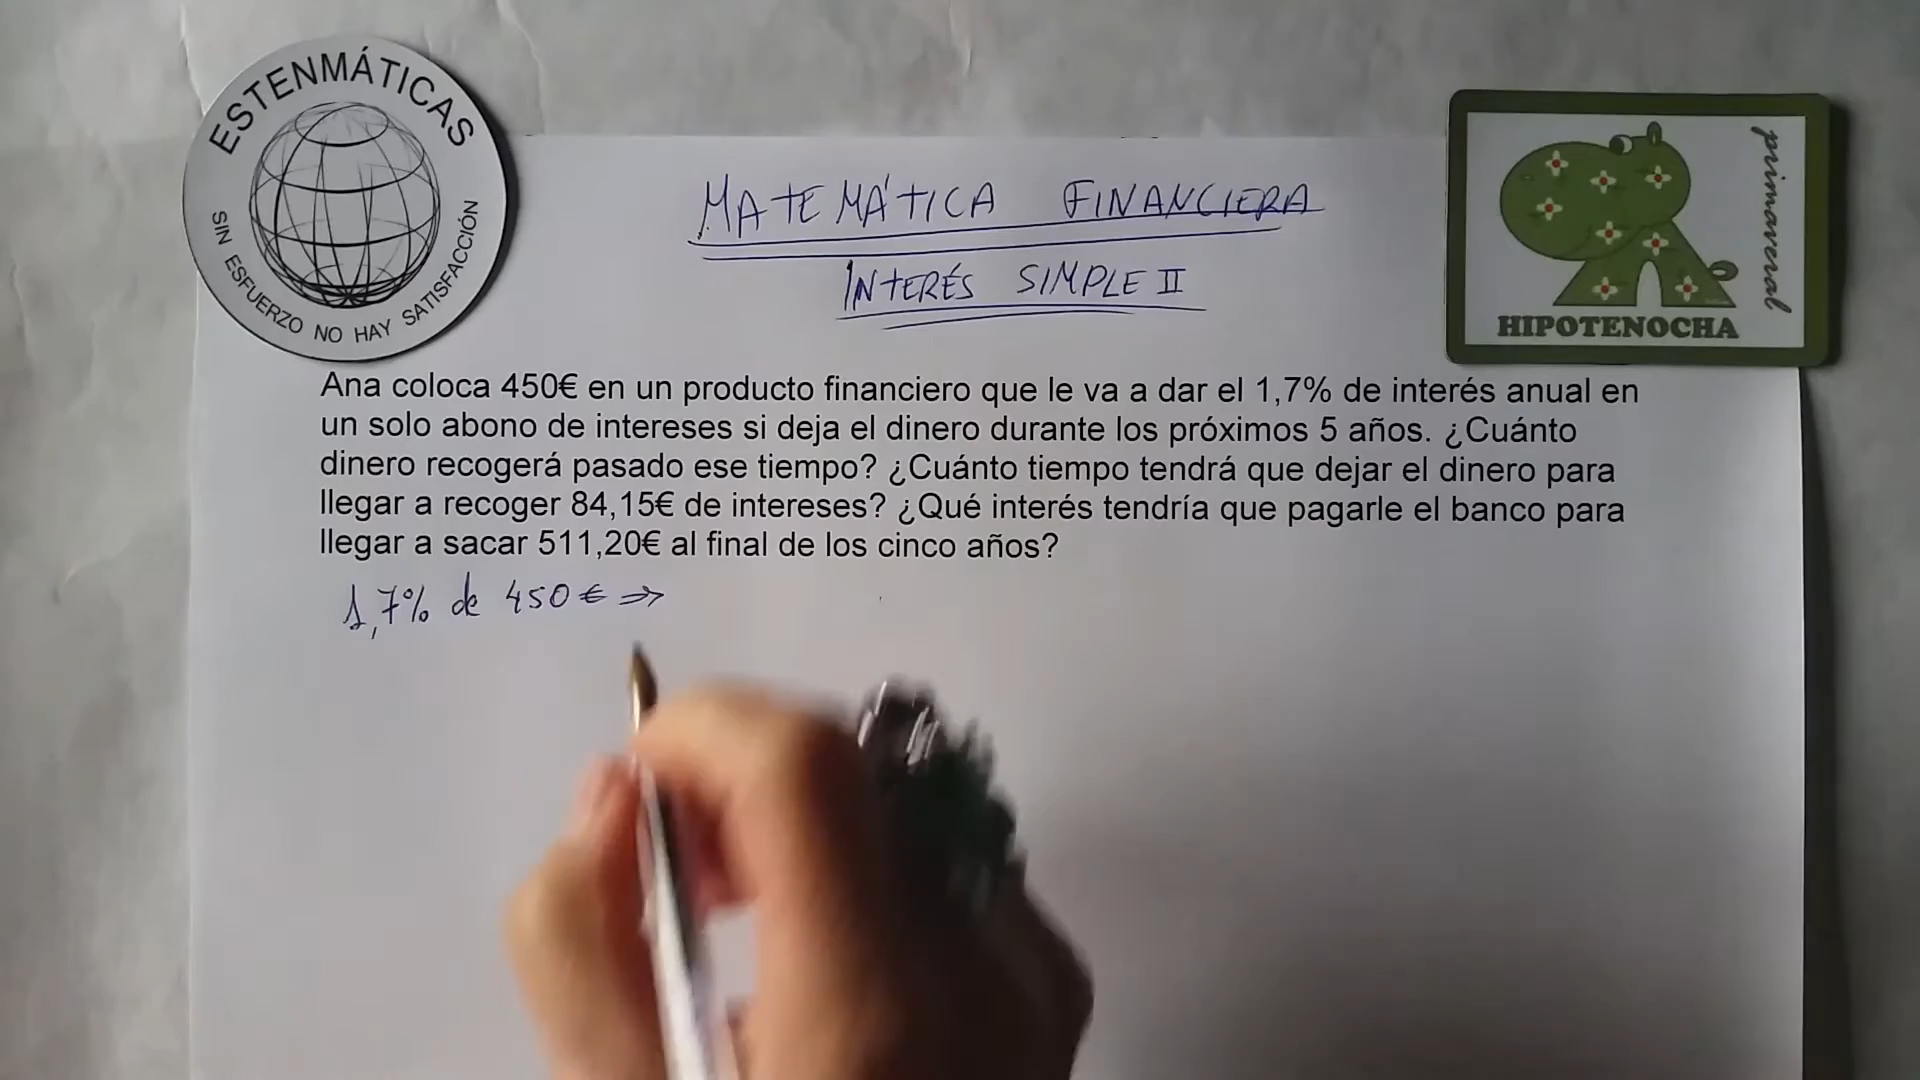 ESTENMÁTICAS
SIN ESFUERZO NO HAY SATISFACCIÓN
MATEMÁTICA FINANCIERA
INTERÉS SIMPLE II
primaveral
HIPOTENOCHA
Ana coloca 450€ en un producto financiero que le va a dar el 1,7% de interés anual en
un solo abono de intereses si deja el dinero durante los próximos 5 años. ¿Cuánto
dinero recogerá pasado ese tiempo? ¿Cuánto tiempo tendrá que dejar el dinero para
llegar a recoger 84,15€ de intereses? ¿Qué interés tendría que pagarle el banco para
llegar a sacar 511,20€ al final de los cinco años?
1,7% de 450€ ⇒